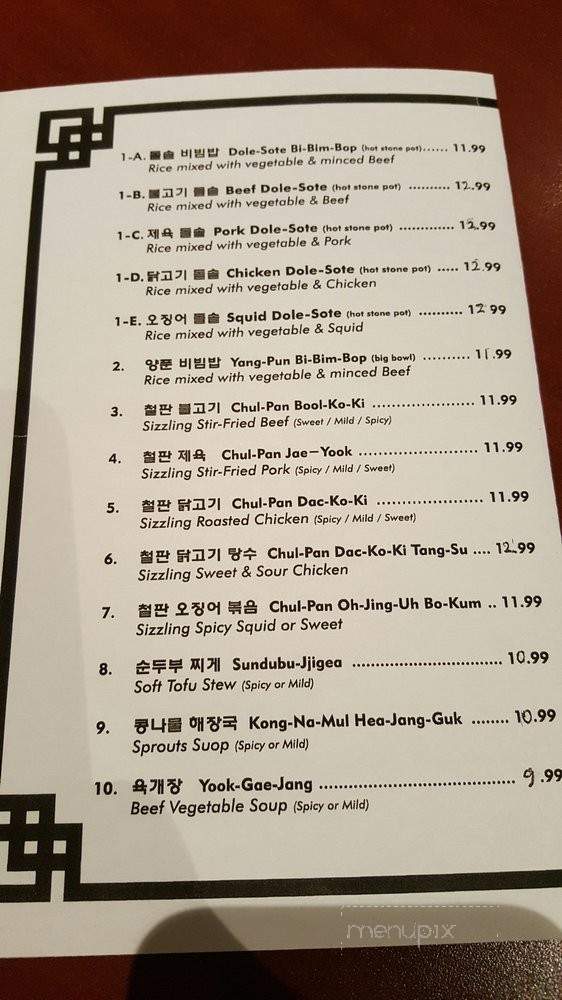 1-A. 돌솥 비빔밥 Dole-Sote Bi-Bim-Bop (hot stone pot)...... 11.99
Rice mixed with vegetable & minced Beef
1-B. 불고기 돌솥 Beef Dole-Sote (hot stone pot) .......... 12.99
Rice mixed with vegetable & Beef
1-C. 제육 돌솥 Pork Dole-Sote (hot stone pot) ............. 12.99
Rice mixed with vegetable & Pork
1-D. 닭고기 돌솥 Chicken Dole-Sote (hot stone pot) ..... 12.99
Rice mixed with vegetable & Chicken
1-E. 오징어 돌솥 Squid Dole-Sote (hot stone pot) .......... 12.99
Rice mixed with vegetable & Squid
2. 양푼 비빔밥 Yang-Pun Bi-Bim-Bop (big bowl) .......... 11.99
Rice mixed with vegetable & minced Beef
3. 철판 불고기 Chul-Pan Bool-Ko-Ki ...................... 11.99
Sizzling Stir-Fried Beef (Sweet / Mild / Spicy)
4. 철판 제육 Chul-Pan Jae-Yook ......................... 11.99
Sizzling Stir-Fried Pork (Spicy / Mild / Sweet)
5. 철판 닭고기 Chul-Pan Dac-Ko-Ki ..................... 11.99
Sizzling Roasted Chicken (Spicy / Mild / Sweet)
6. 철판 닭고기 탕수 Chul-Pan Dac-Ko-Ki Tang-Su .... 12.99
Sizzling Sweet & Sour Chicken
7. 철판 오징어 볶음 Chul-Pan Oh-Jing-Uh Bo-Kum .. 11.99
Sizzling Spicy Squid or Sweet
8. 순두부 찌게 Sundubu-Jjigea ................................ 10.99
Soft Tofu Stew (Spicy or Mild)
9. 콩나물 해장국 Kong-Na-Mul Hea-Jang-Guk ........ 10.99
Sprouts Suop (Spicy or Mild)
10. 육개장 Yook-Gae-Jang ........................................ 9.99
Beef Vegetable Soup (Spicy or Mild)
menupix